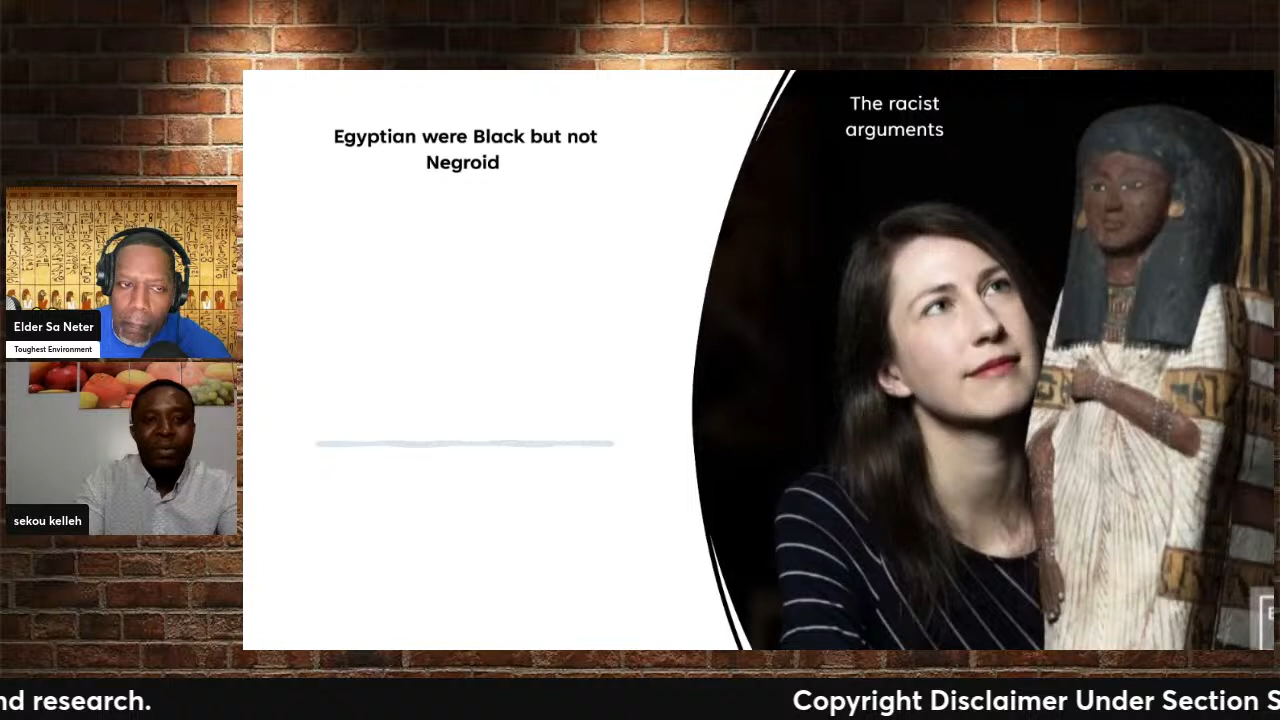 Egyptian were Black but not
Negroid
The racist
arguments
Elder Sa Neter
Toughest Environment
sekou kelleh
nd research.
Copyright Disclaimer Under Section S